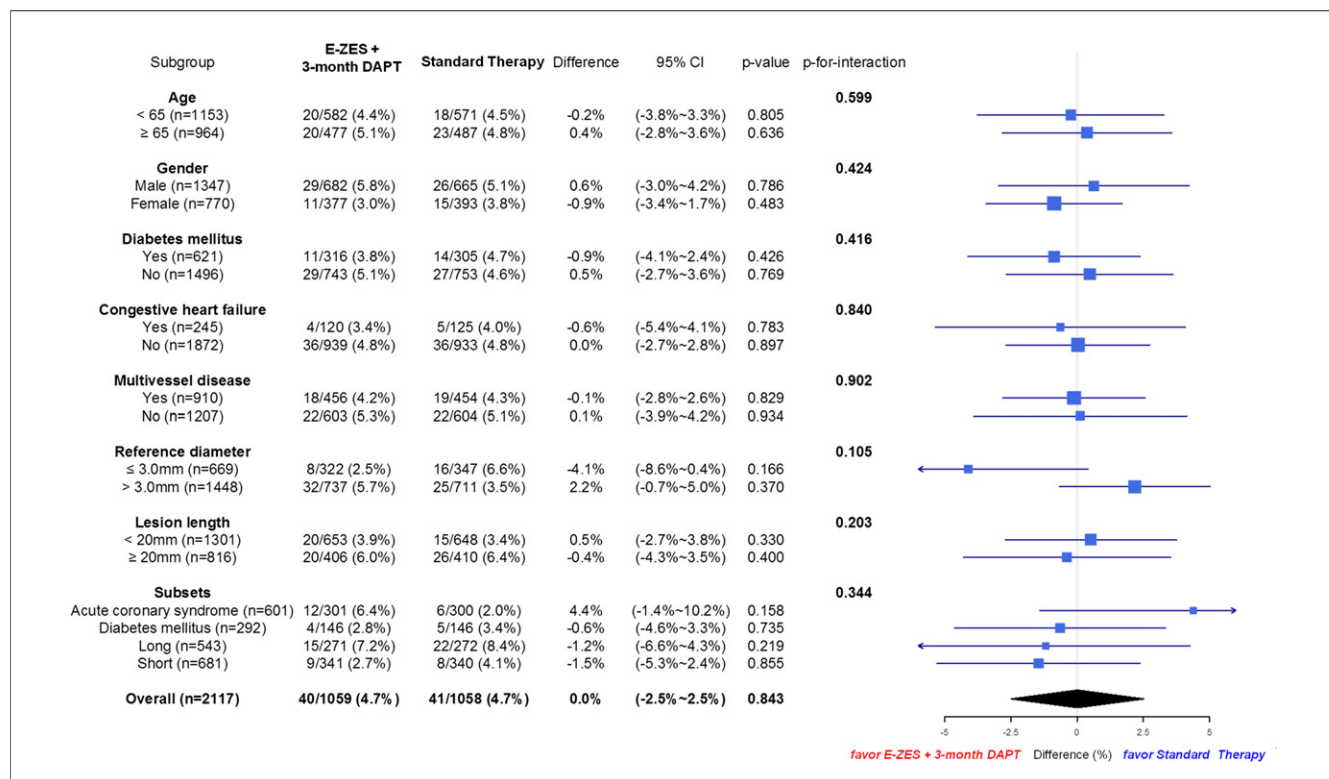 E-ZES +
Subgroup 3-month DAPT Standard Therapy Difference 95% CI p-value p-for-interaction
Age 0.599
< 65 (n=1153) 20/582 (4.4%) 18/571 (4.5%) -0.2% (-3.8%~3.3%) 0.805
≥ 65 (n=964) 20/477 (5.1%) 23/487 (4.8%) 0.4% (-2.8%~3.6%) 0.636
Gender 0.424
Male (n=1347) 29/682 (5.8%) 26/665 (5.1%) 0.6% (-3.0%~4.2%) 0.786
Female (n=770) 11/377 (3.0%) 15/393 (3.8%) -0.9% (-3.4%~1.7%) 0.483
Diabetes mellitus 0.416
Yes (n=621) 11/316 (3.8%) 14/305 (4.7%) -0.9% (-4.1%~2.4%) 0.426
No (n=1496) 29/743 (5.1%) 27/753 (4.6%) 0.5% (-2.7%~3.6%) 0.769
Congestive heart failure 0.840
Yes (n=245) 4/120 (3.4%) 5/125 (4.0%) -0.6% (-5.4%~4.1%) 0.783
No (n=1872) 36/939 (4.8%) 36/933 (4.8%) 0.0% (-2.7%~2.8%) 0.897
Multivessel disease 0.902
Yes (n=910) 18/456 (4.2%) 19/454 (4.3%) -0.1% (-2.8%~2.6%) 0.829
No (n=1207) 22/603 (5.3%) 22/604 (5.1%) 0.1% (-3.9%~4.2%) 0.934
Reference diameter 0.105
≤ 3.0mm (n=669) 8/322 (2.5%) 16/347 (6.6%) -4.1% (-8.6%~0.4%) 0.166
> 3.0mm (n=1448) 32/737 (5.7%) 25/711 (3.5%) 2.2% (-0.7%~5.0%) 0.370
Lesion length 0.203
< 20mm (n=1301) 20/653 (3.9%) 15/648 (3.4%) 0.5% (-2.7%~3.8%) 0.330
≥ 20mm (n=816) 20/406 (6.0%) 26/410 (6.4%) -0.4% (-4.3%~3.5%) 0.400
Subsets 0.344
Acute coronary syndrome (n=601) 12/301 (6.4%) 6/300 (2.0%) 4.4% (-1.4%~10.2%) 0.158
Diabetes mellitus (n=292) 4/146 (2.8%) 5/146 (3.4%) -0.6% (-4.6%~3.3%) 0.735
Long (n=543) 15/271 (7.2%) 22/272 (8.4%) -1.2% (-6.6%~4.3%) 0.219
Short (n=681) 9/341 (2.7%) 8/340 (4.1%) -1.5% (-5.3%~2.4%) 0.855
Overall (n=2117) 40/1059 (4.7%) 41/1058 (4.7%) 0.0% (-2.5%~2.5%) 0.843
-5 -2.5 0 2.5 5
favor E-ZES + 3-month DAPT Difference (%) favor Standard Therapy